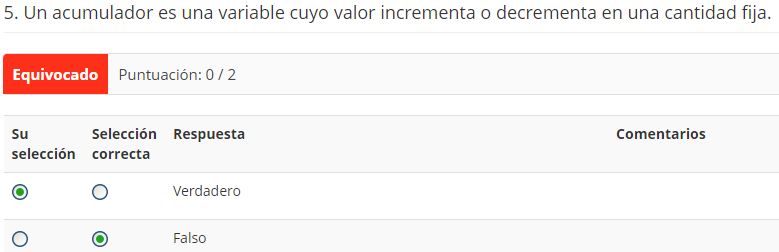 5. Un acumulador es una variable cuyo valor incrementa o decrementa en una cantidad fija.
Equivocado Puntuación: 0 / 2
Su selección Selección correcta Respuesta Comentarios
Verdadero
Falso